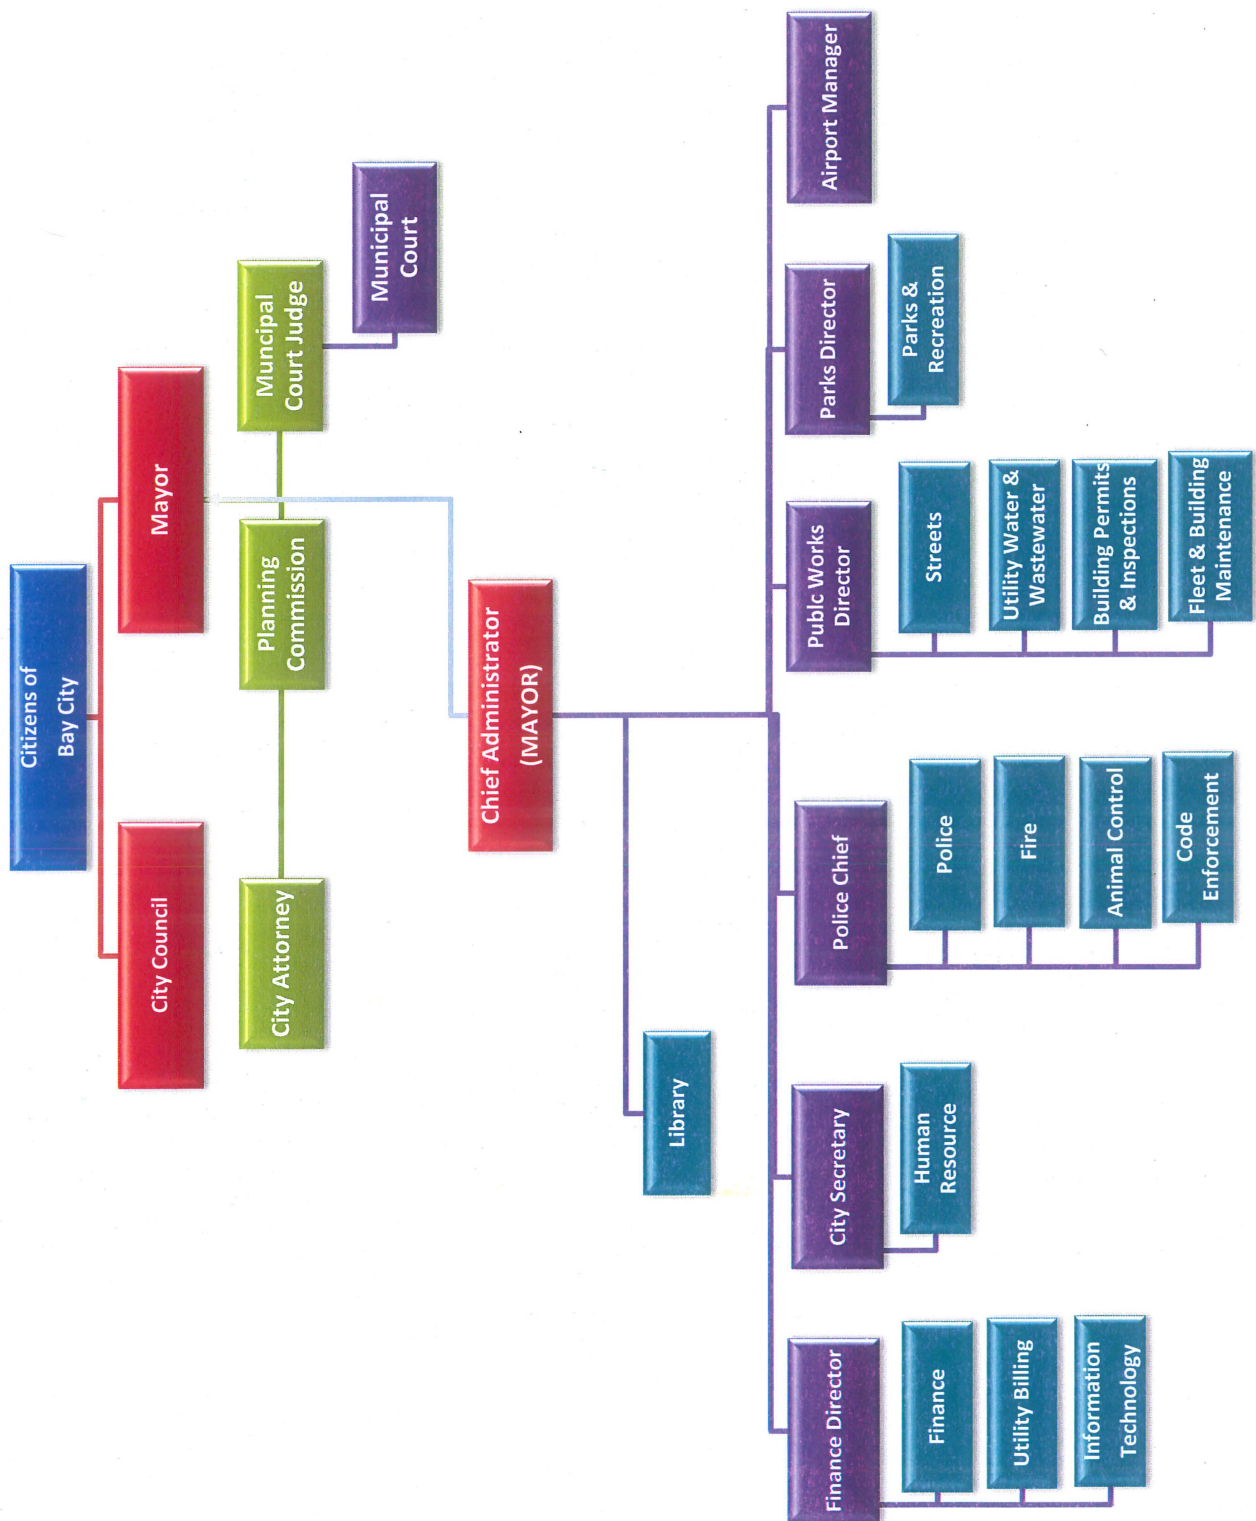 Citizens of
Bay City
City Council
Mayor
City Attorney
Planning
Commission
Muncipal
Court Judge
Municipal
Court
Chief Administrator
(MAYOR)
Library
Finance Director
Finance
Utility Billing
Information
Technology
City Secretary
Human
Resource
Police Chief
Police
Fire
Animal Control
Code
Enforcement
Publc Works
Director
Streets
Utility Water &
Wastewater
Building Permits
& Inspections
Fleet & Building
Maintenance
Parks Director
Parks &
Recreation
Airport Manager